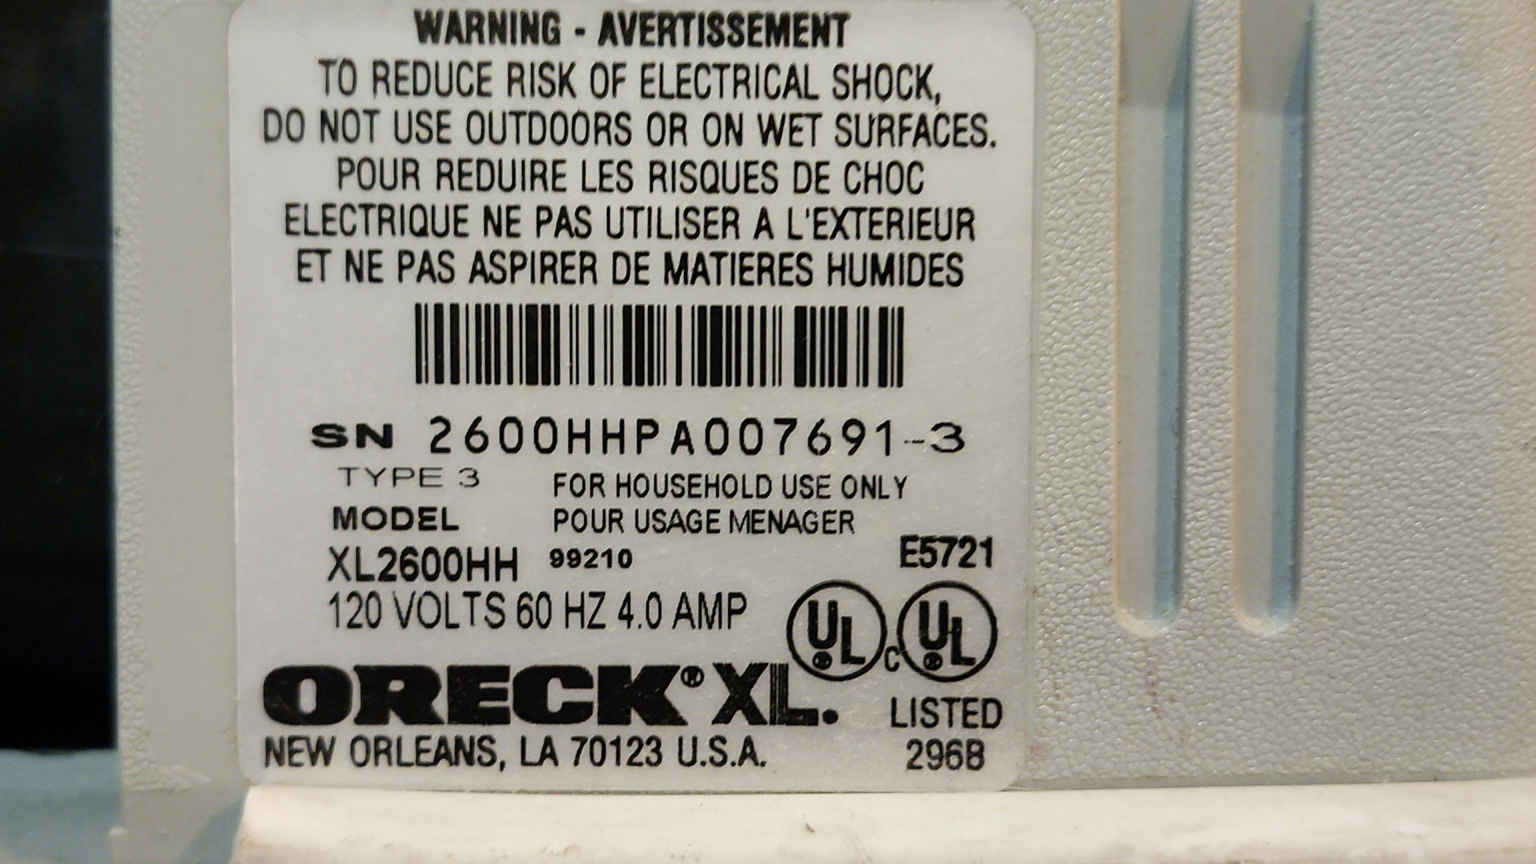 WARNING - AVERTISSEMENT
TO REDUCE RISK OF ELECTRICAL SHOCK,
DO NOT USE OUTDOORS OR ON WET SURFACES.
POUR REDUIRE LES RISQUES DE CHOC
ELECTRIQUE NE PAS UTILISER A L'EXTERIEUR
ET NE PAS ASPIRER DE MATIERES HUMIDES
SN 2600HHPA007691-3
TYPE 3
FOR HOUSEHOLD USE ONLY
MODEL
POUR USAGE MENAGER
XL2600HH 99210
E5721
120 VOLTS 60 HZ 4.0 AMP
UL® C UL®
ORECK® XL.
LISTED
NEW ORLEANS, LA 70123 U.S.A.
296B